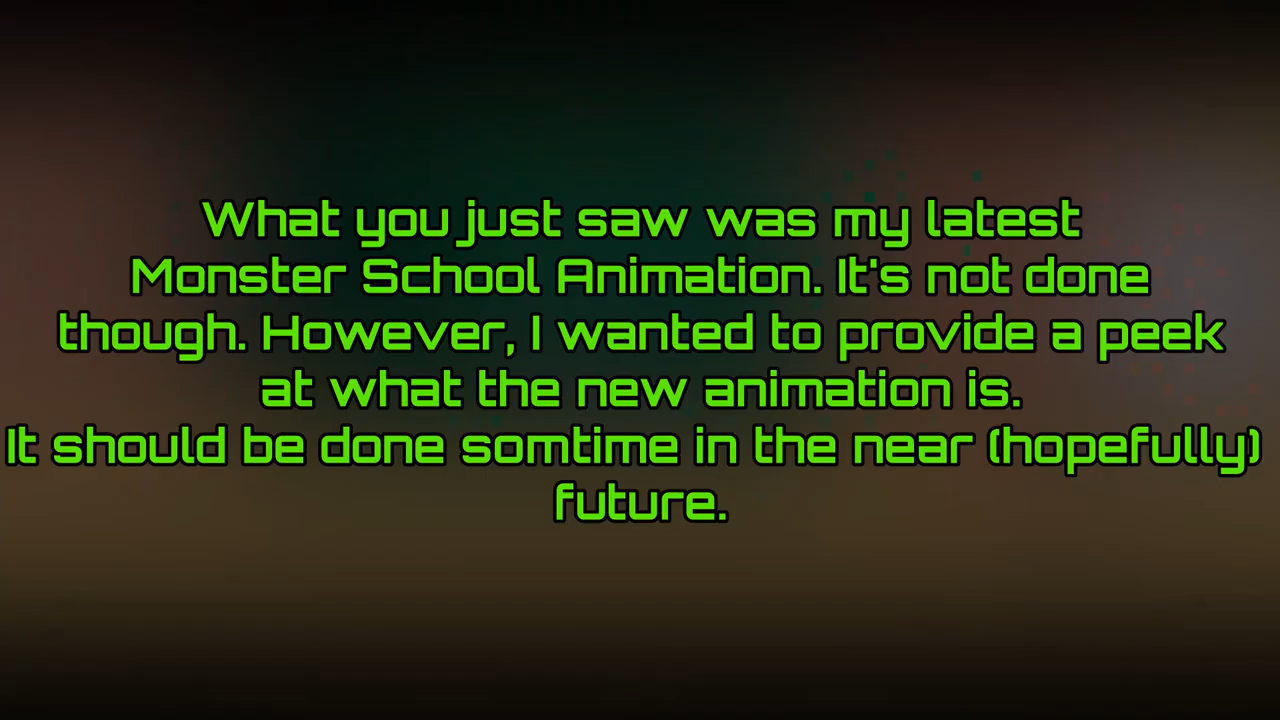 What you just saw was my latest
Monster School Animation. It's not done
though. However, I wanted to provide a peek
at what the new animation is.
It should be done somtime in the near (hopefully)
future.